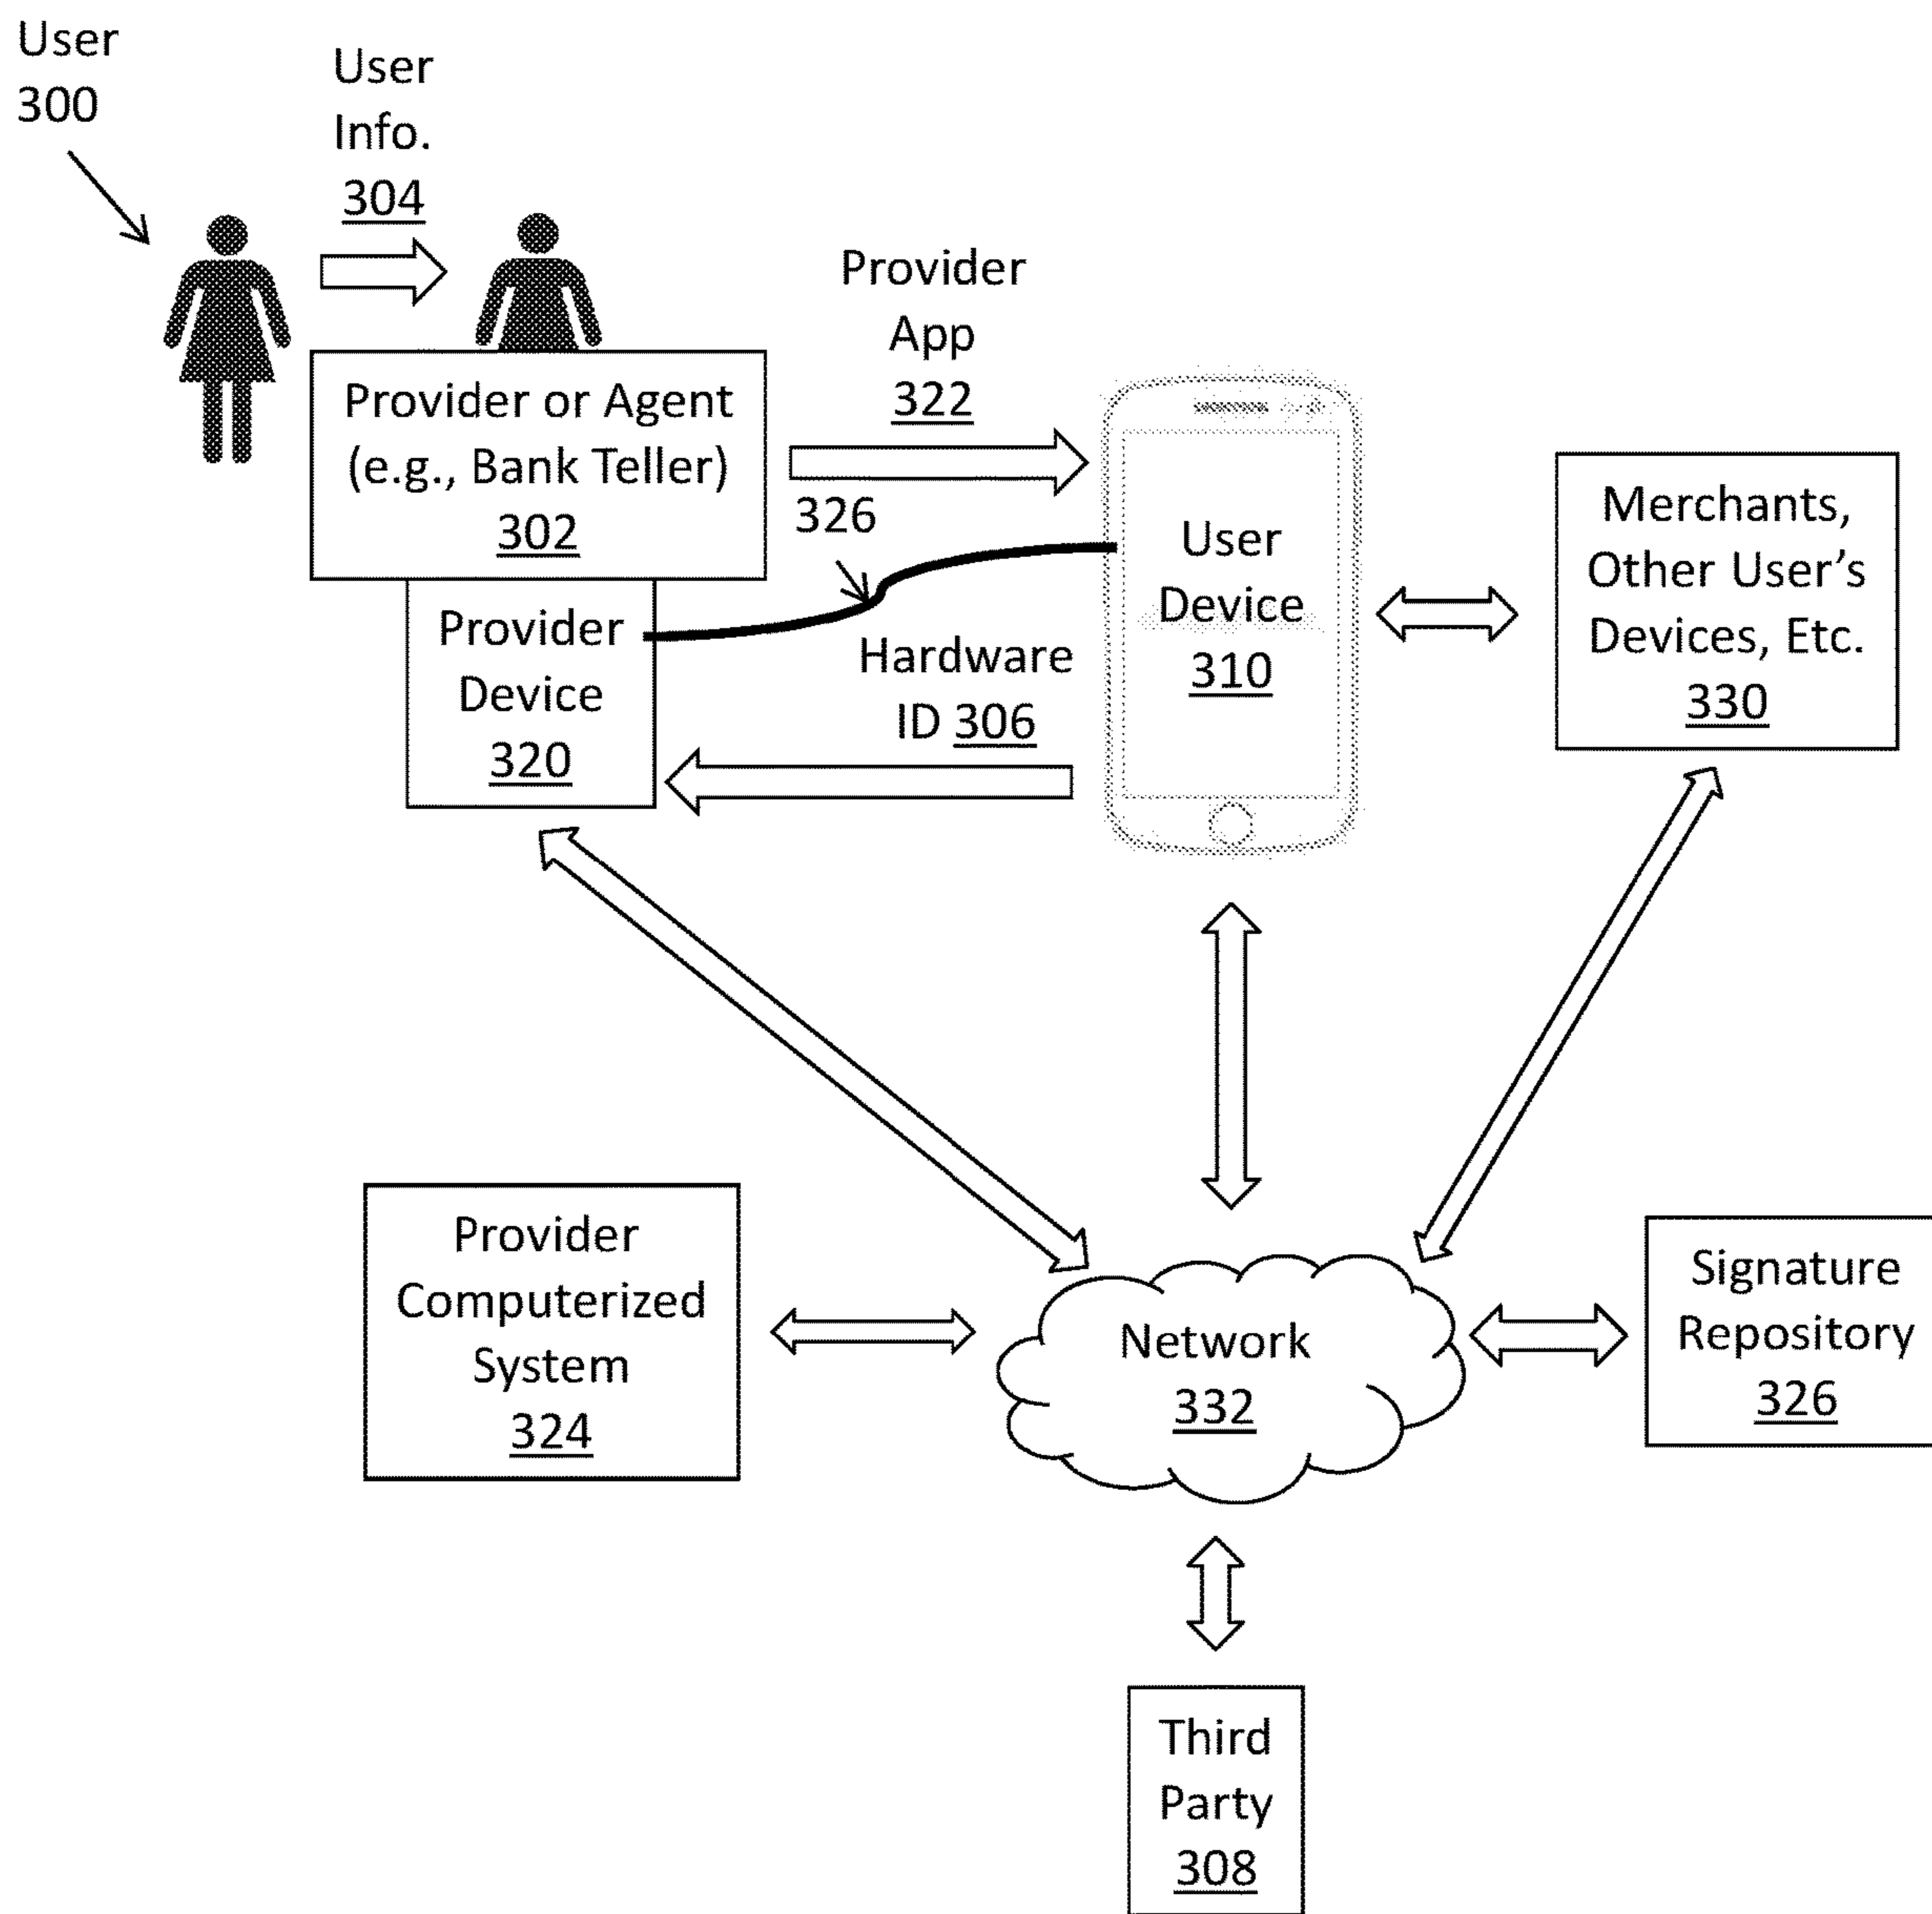 User
300
User
Info.
304
Provider
App
322
Provider or Agent
(e.g., Bank Teller)
302
326
Provider
Device
320
Hardware
ID 306
User
Device
310
Merchants,
Other User’s
Devices, Etc.
330
Provider
Computerized
System
324
Network
332
Signature
Repository
326
Third
Party
308